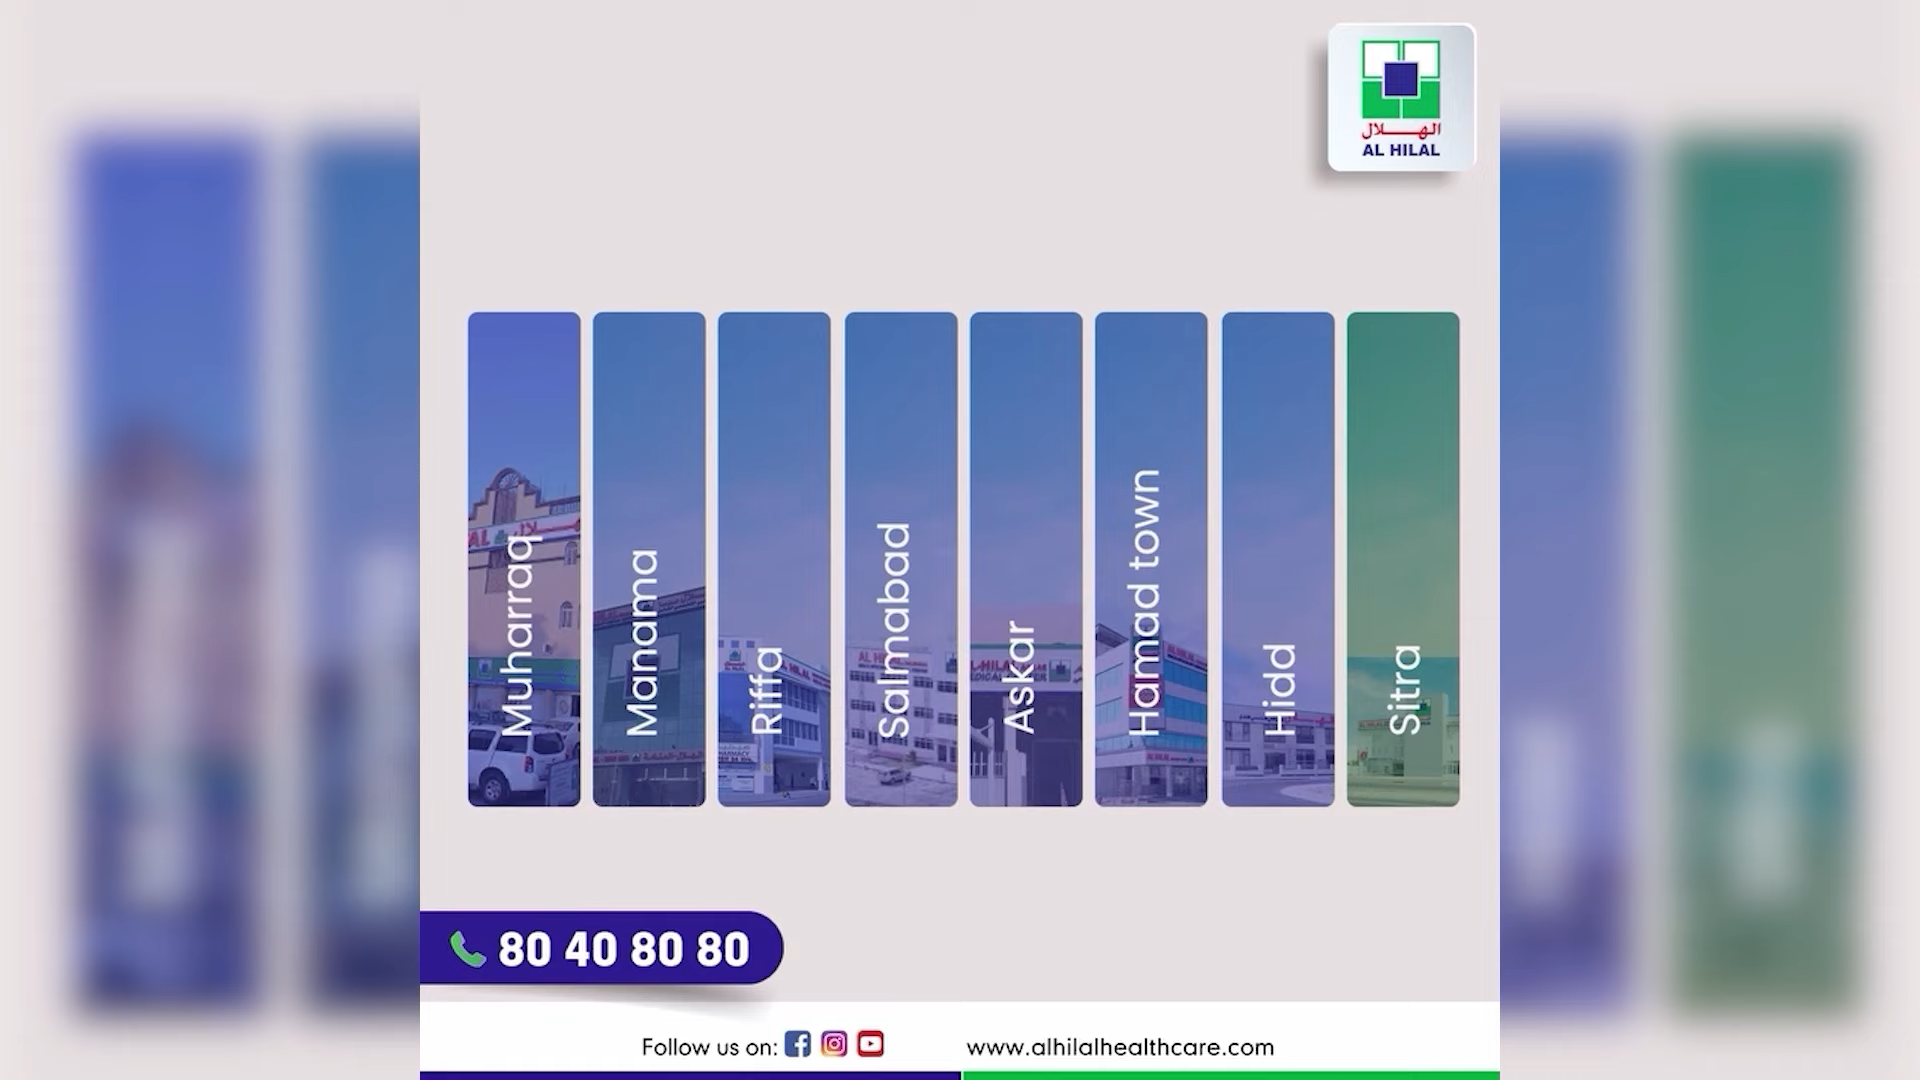 الهلال
AL HILAL
Muharraq
Manama
Riffa
Salmabad
Askar
Hamad town
Hidd
Sitra
80 40 80 80
Follow us on:
www.alhilalhealthcare.com